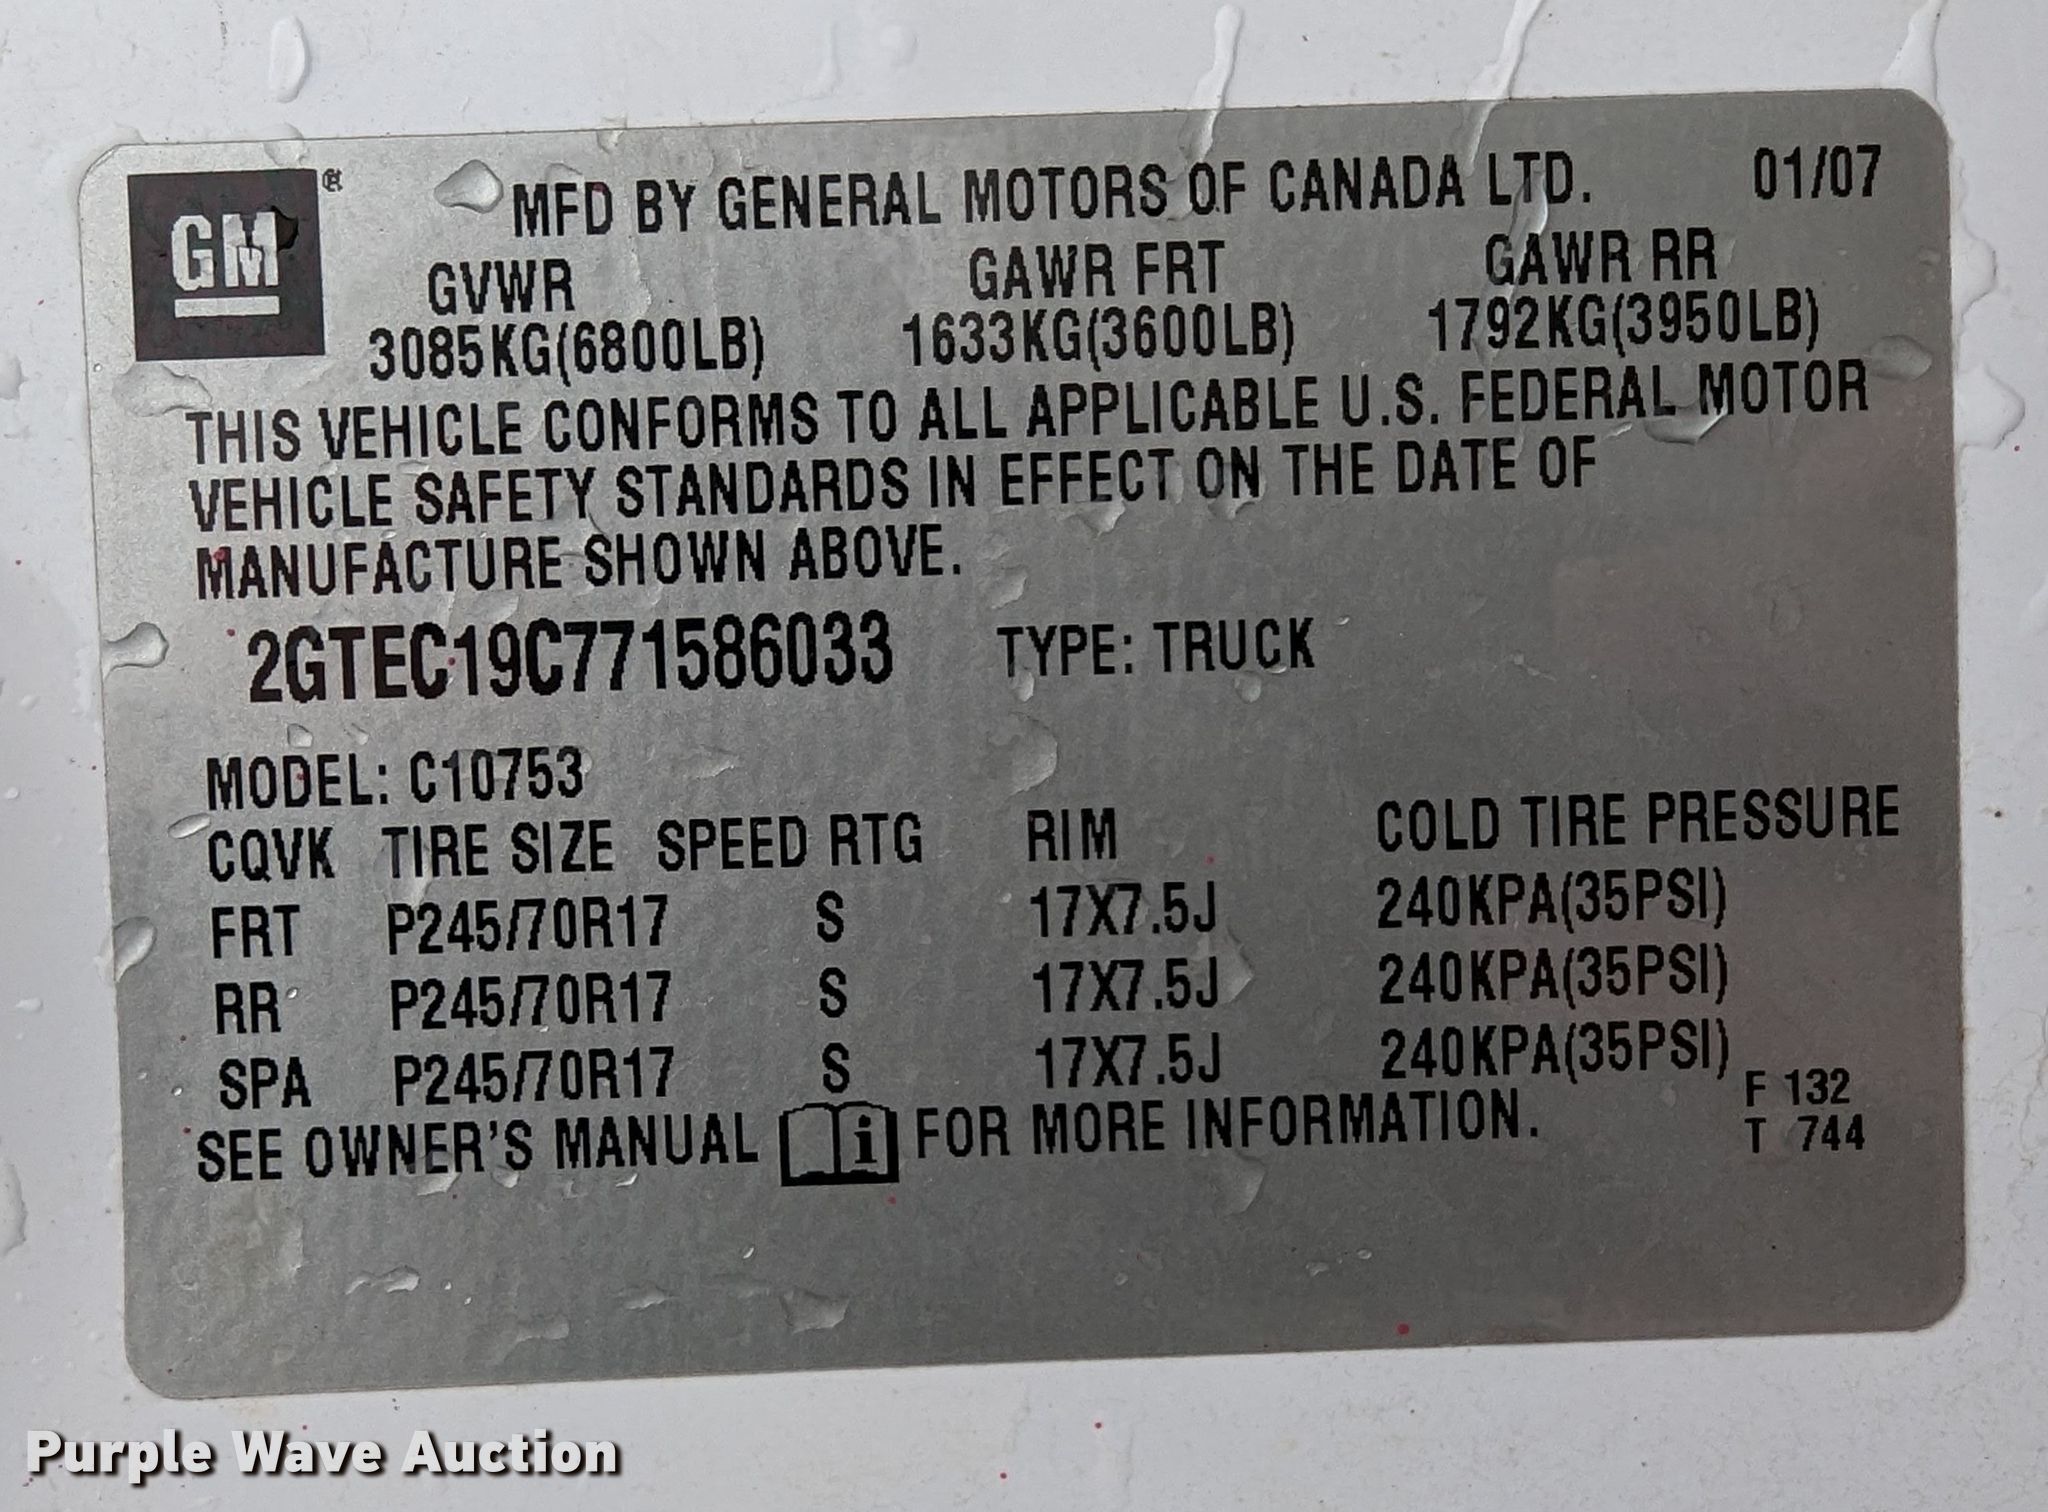 GM ®
MFD BY GENERAL MOTORS OF CANADA LTD. 01/07
GVWR GAWR FRT GAWR RR
3085KG(6800LB) 1633KG(3600LB) 1792KG(3950LB)
THIS VEHICLE CONFORMS TO ALL APPLICABLE U.S. FEDERAL MOTOR
VEHICLE SAFETY STANDARDS IN EFFECT ON THE DATE OF
MANUFACTURE SHOWN ABOVE.
2GTEC19C771586033 TYPE: TRUCK
MODEL: C10753
CQVK TIRE SIZE SPEED RTG RIM COLD TIRE PRESSURE
FRT P245/70R17 S 17X7.5J 240KPA(35PSI)
RR P245/70R17 S 17X7.5J 240KPA(35PSI)
SPA P245/70R17 S 17X7.5J 240KPA(35PSI)
SEE OWNER'S MANUAL i FOR MORE INFORMATION.
F 132
T 744
Purple Wave Auction